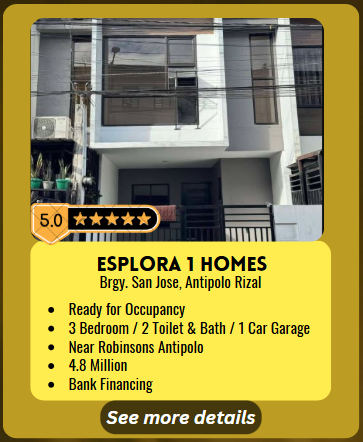 5.0
ESPLORA 1 HOMES
Brgy. San Jose, Antipolo Rizal
• Ready for Occupancy
• 3 Bedroom / 2 Toilet & Bath / 1 Car Garage
• Near Robinsons Antipolo
• 4.8 Million
• Bank Financing
See more details